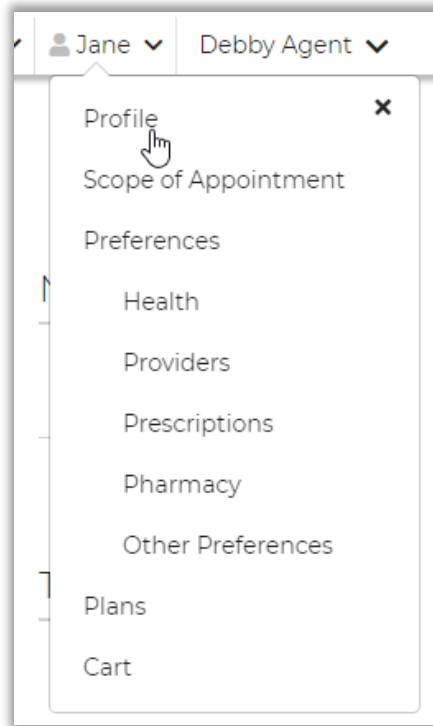 Jane Debby Agent
Profile
Scope of Appointment
Preferences
Health
Providers
Prescriptions
Pharmacy
Other Preferences
Plans
Cart